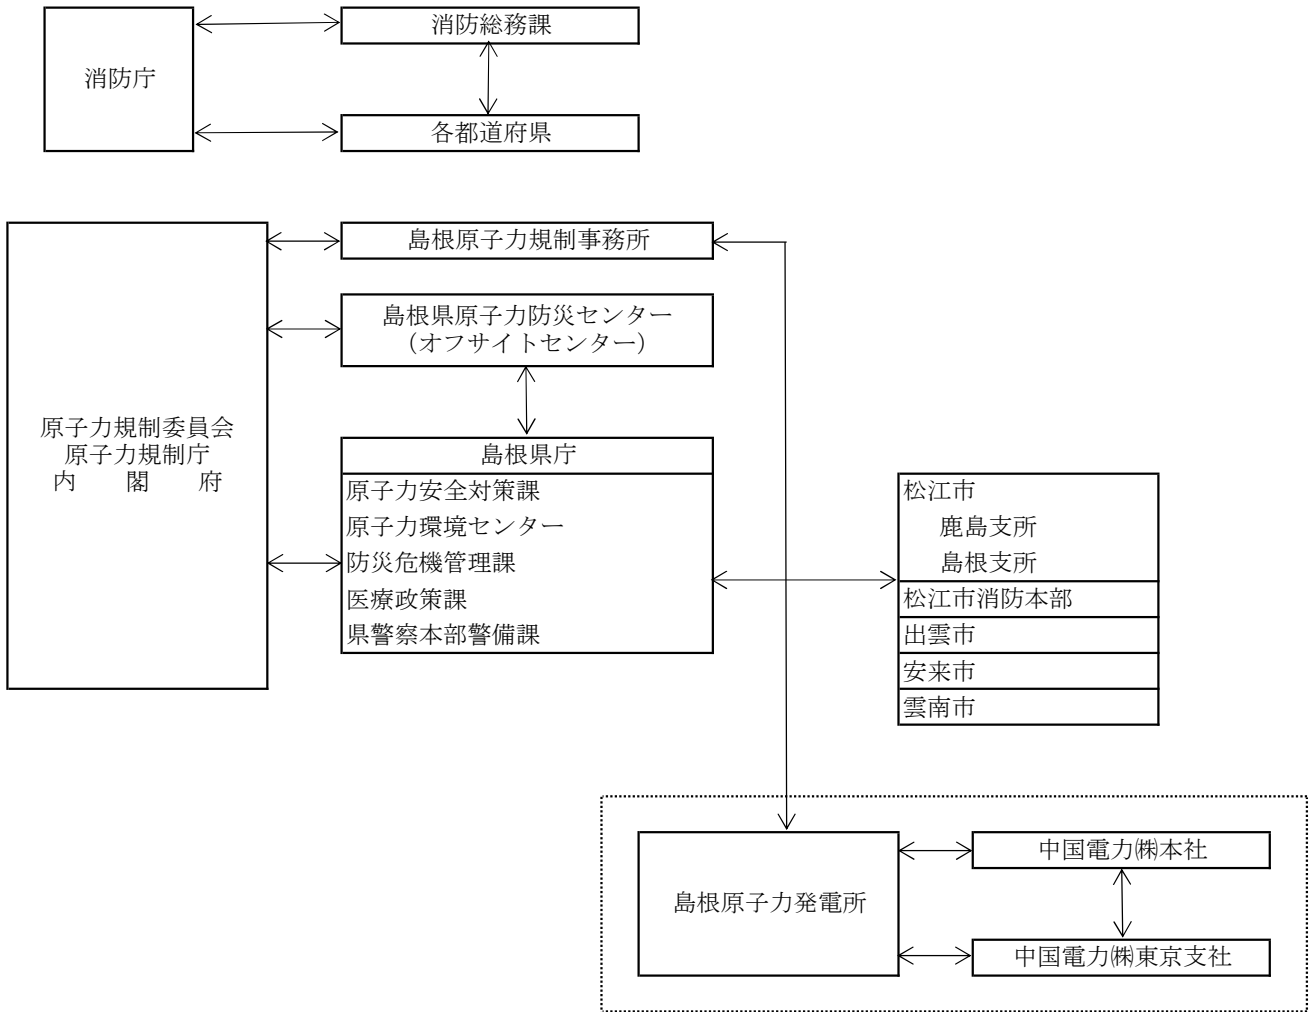 消防総務課
消防庁
各都道府県
島根原子力規制事務所
島根県原子力防災センター
（オフサイトセンター）
原子力規制委員会
原子力規制庁
内　閣　府
島根県庁
原子力安全対策課
原子力環境センター
防災危機管理課
医療政策課
県警察本部警備課
松江市
鹿島支所
島根支所
松江市消防本部
出雲市
安来市
雲南市
島根原子力発電所
中国電力㈱本社
中国電力㈱東京支社